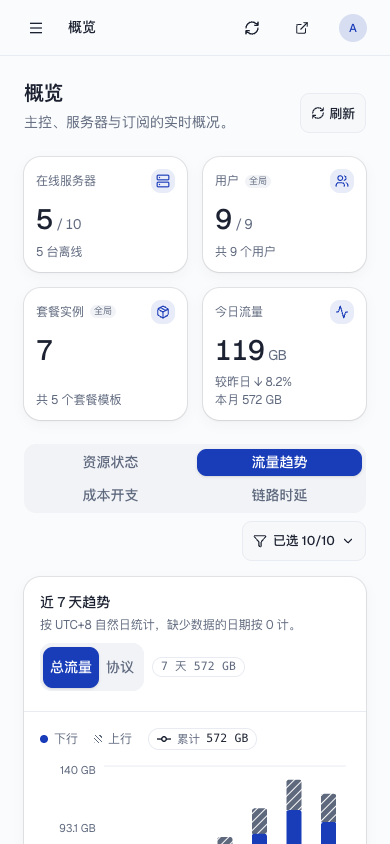 概览
A
概览
主控、服务器与订阅的实时概况。
刷新
在线服务器
5 / 10
5 台离线
用户 全局
9 / 9
共 9 个用户
套餐实例 全局
7
共 5 个套餐模板
今日流量
119 GB
较昨日 ↓ 8.2%
本月 572 GB
资源状态
流量趋势
成本开支
链路时延
已选 10/10
近 7 天趋势
按 UTC+8 自然日统计，缺少数据的日期按 0 计。
总流量 协议 7 天 572 GB
下行 上行 累计 572 GB
140 GB
93.1 GB